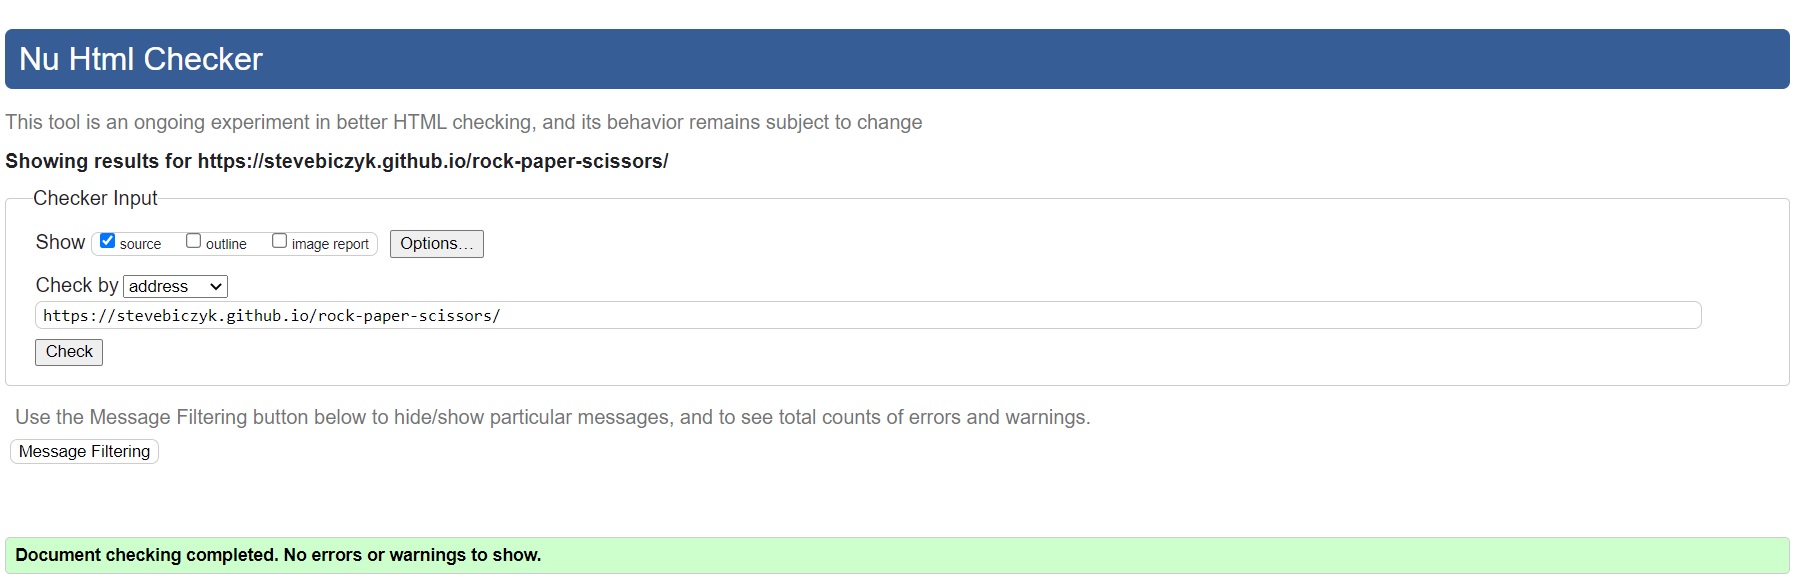 Nu Html Checker
This tool is an ongoing experiment in better HTML checking, and its behavior remains subject to change
Showing results for https://stevebiczyk.github.io/rock-paper-scissors/
Checker Input
Show source outline image report Options...
Check by address
https://stevebiczyk.github.io/rock-paper-scissors/
Check
Use the Message Filtering button below to hide/show particular messages, and to see total counts of errors and warnings.
Message Filtering
Document checking completed. No errors or warnings to show.